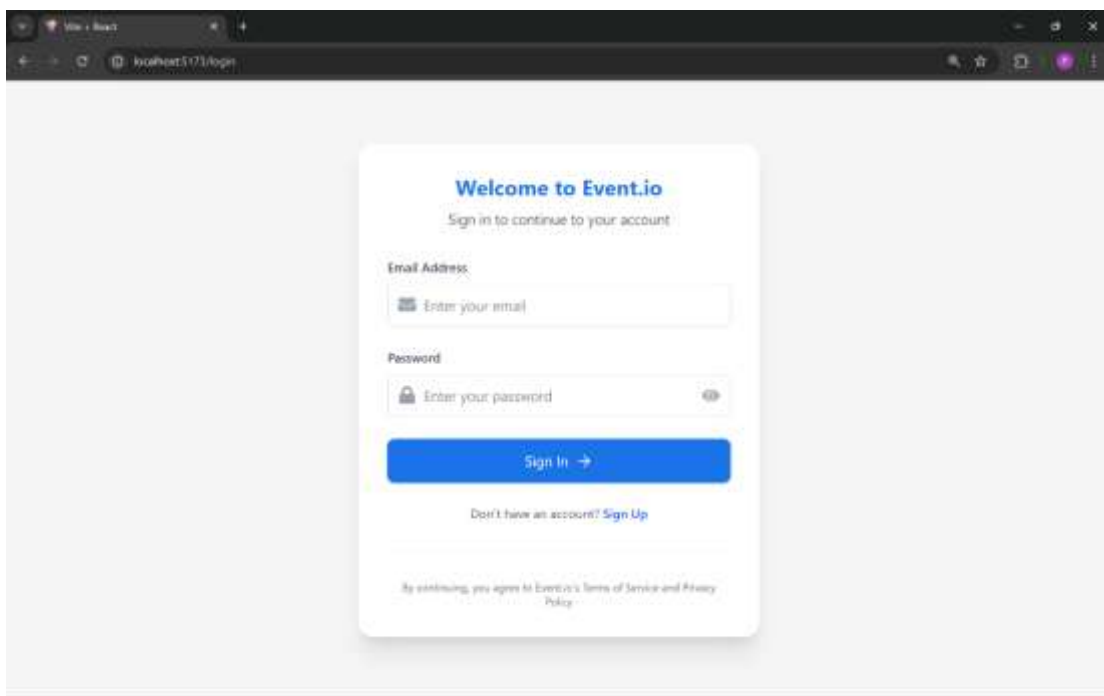 Vite + React
localhost:5173/login
Welcome to Event.io
Sign in to continue to your account
Email Address
Enter your email
Password
Enter your password
Sign In →
Don't have an account? Sign Up
By continuing, you agree to Event.io's Terms of Service and Privacy
Policy